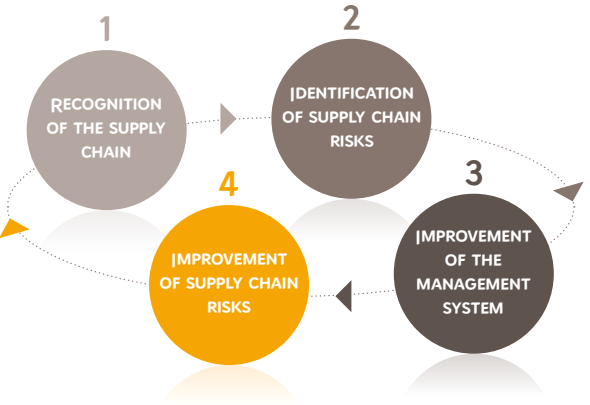 1
RECOGNITION
OF THE SUPPLY
CHAIN
2
IDENTIFICATION
OF SUPPLY CHAIN
RISKS
3
IMPROVEMENT
OF THE
MANAGEMENT
SYSTEM
4
IMPROVEMENT
OF SUPPLY CHAIN
RISKS